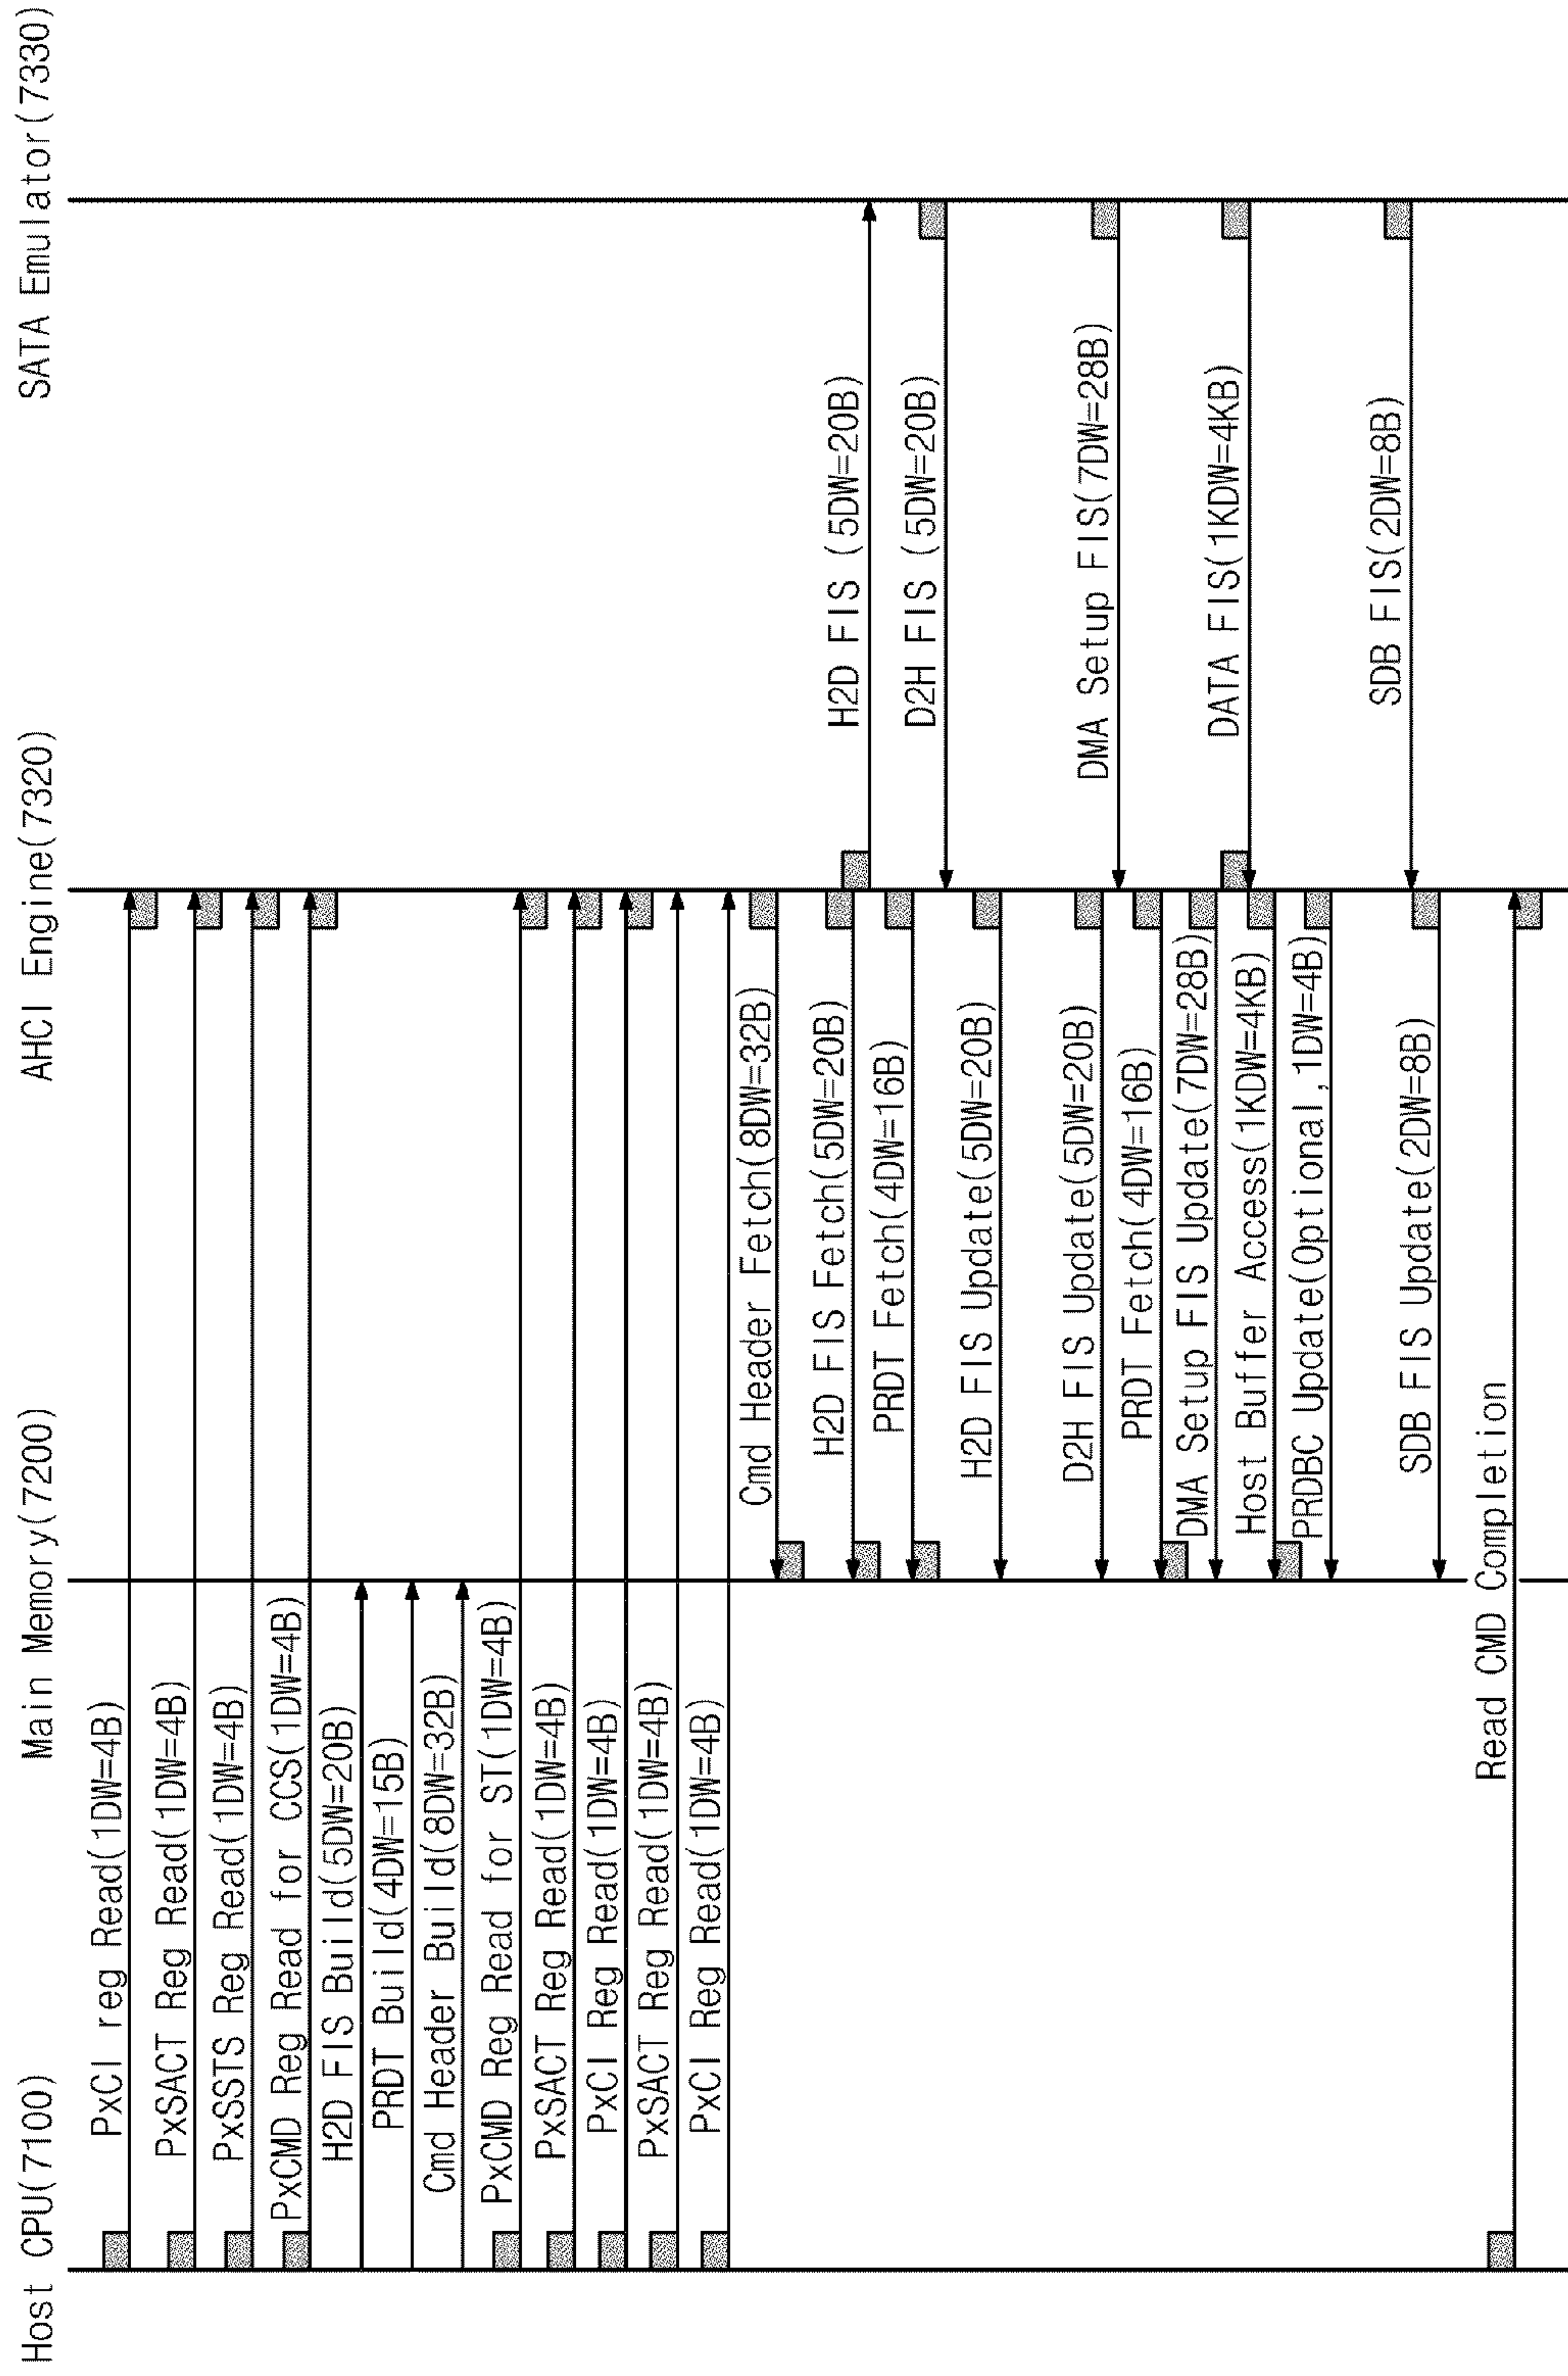 Host CPU(7100)
Main Memory(7200)
AHCI Engine(7320)
SATA Emulator(7330)
PxCI reg Read(1DW=4B)
PxSACT Reg Read(1DW=4B)
PxSSTS Reg Read(1DW=4B)
PxCMD Reg Read for CCS(1DW=4B)
H2D FIS Build(5DW=20B)
PRDT Build(4DW=15B)
Cmd Header Build(8DW=32B)
PxCMD Reg Read for ST(1DW=4B)
PxSACT Reg Read(1DW=4B)
PxCI Reg Read(1DW=4B)
PxSACT Reg Read(1DW=4B)
PxCI Reg Read(1DW=4B)
Cmd Header Fetch(8DW=32B)
H2D FIS Fetch(5DW=20B)
H2D FIS (5DW=20B)
PRDT Fetch(4DW=16B)
D2H FIS (5DW=20B)
H2D FIS Update(5DW=20B)
D2H FIS Update(5DW=20B)
DMA Setup FIS(7DW=28B)
PRDT Fetch(4DW=16B)
DMA Setup FIS Update(7DW=28B)
DATA FIS(1KDW=4KB)
Host Buffer Access(1KDW=4KB)
PRDBC Update(Optional,1DW=4B)
SDB FIS(2DW=8B)
SDB FIS Update(2DW=8B)
Read CMD Completion